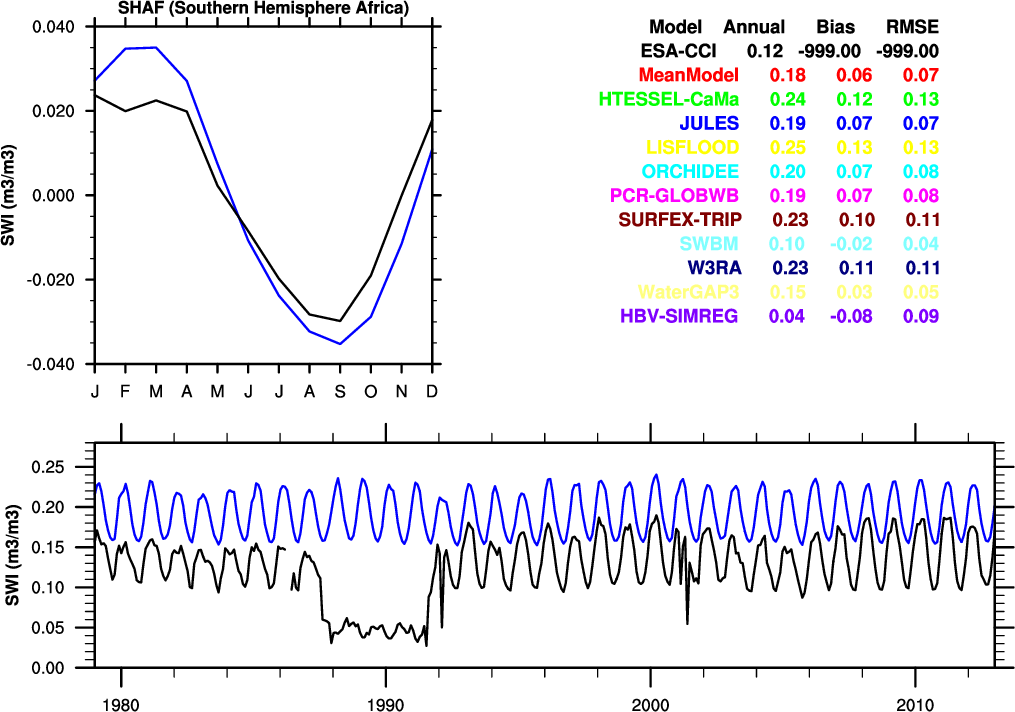 SHAF (Southern Hemisphere Africa)
0.040
0.020
0.000
-0.020
-0.040
SWI (m3/m3)
J F M A M J J A S O N D
Model Annual Bias RMSE
ESA-CCI 0.12 -999.00 -999.00
MeanModel 0.18 0.06 0.07
HTESSEL-CaMa 0.24 0.12 0.13
JULES 0.19 0.07 0.07
LISFLOOD 0.25 0.13 0.13
ORCHIDEE 0.20 0.07 0.08
PCR-GLOBWB 0.19 0.07 0.08
SURFEX-TRIP 0.23 0.10 0.11
SWBM 0.10 -0.02 0.04
W3RA 0.23 0.11 0.11
WaterGAP3 0.15 0.03 0.05
HBV-SIMREG 0.04 -0.08 0.09
0.25
0.20
0.15
0.10
0.05
0.00
SWI (m3/m3)
1980 1990 2000 2010